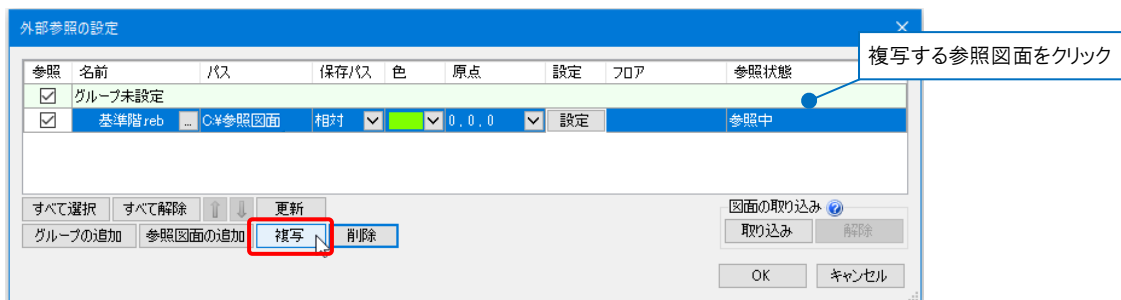 外部参照の設定
複写する参照図面をクリック
参照 名前 パス 保存パス 色 原点 設定 フロア 参照状態
グループ未設定
基準階.reb ... C:¥参照図面 相対 0,0,0 設定 参照中
すべて選択 すべて解除 更新
グループの追加 参照図面の追加 複写 削除
図面の取り込み
取り込み 解除
OK キャンセル